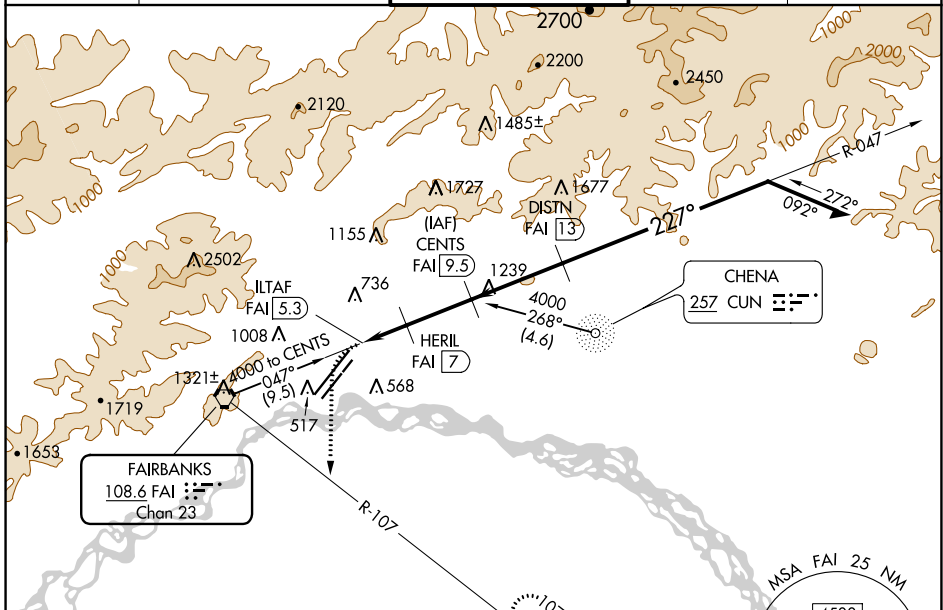 2700
1000
2200
2000
2450
2120
1485±
1000
R-047
1000
1727
1677
272°
092°
(IAF)
CENTS
FAI 9.5
DISTN
FAI 13
227°
1155
2502
1000
736
1239
4000
268°
(4.6)
CHENA
257 CUN
ILTAF
FAI 5.3
1008
HERIL
FAI 7
4000 to CENTS
047°
(9.5)
1321±
568
517
1719
1653
FAIRBANKS
108.6 FAI
Chan 23
R-107
MSA FAI 25 NM